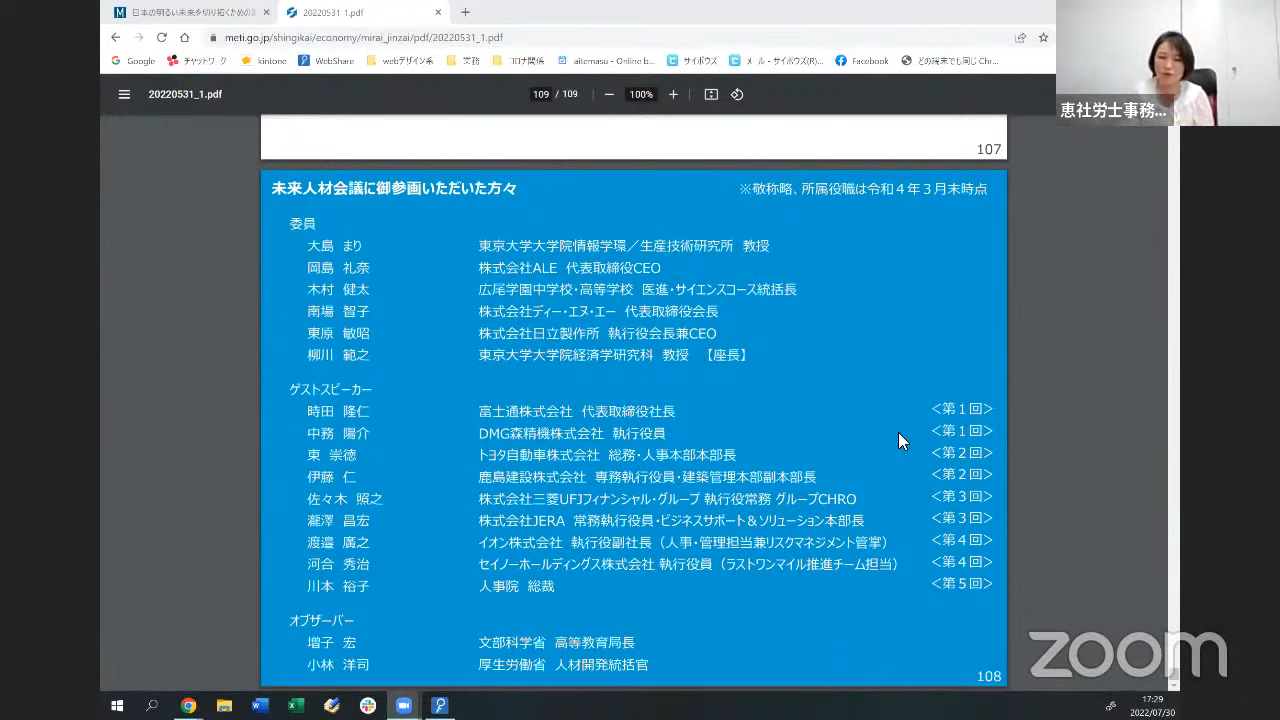 日本の明るい未来を切り拓くための
20220531_1.pdf
meti.go.jp/shingikai/economy/mirai_jinzai/pdf/20220531_1.pdf
Google チャットワーク kintone WebShare webデザイン系 業務 コロナ関係 aitemasu - Online b... サイボウズ メール - サイボウズ(R)... Facebook どの端末でも同じ Chr...
恵社労士事務...
20220531_1.pdf
109 / 109
100%
107
未来人材会議に御参画いただいた方々
※敬称略、所属役職は令和4年3月末時点
委員
大島 まり 東京大学大学院情報学環／生産技術研究所 教授
岡島 礼奈 株式会社ALE 代表取締役CEO
木村 健太 広尾学園中学校・高等学校 医進・サイエンスコース統括長
南場 智子 株式会社ディー・エヌ・エー 代表取締役会長
東原 敏昭 株式会社日立製作所 執行役会長兼CEO
柳川 範之 東京大学大学院経済学研究科 教授 【座長】
ゲストスピーカー
時田 隆仁 富士通株式会社 代表取締役社長 ＜第1回＞
中務 陽介 DMG森精機株式会社 執行役員 ＜第1回＞
東 崇徳 トヨタ自動車株式会社 総務・人事本部本部長 ＜第2回＞
伊藤 仁 鹿島建設株式会社 専務執行役員・建築管理本部副本部長 ＜第2回＞
佐々木 照之 株式会社三菱UFJフィナンシャル・グループ 執行役常務 グループCHRO ＜第3回＞
瀧澤 昌宏 株式会社JERA 常務執行役員・ビジネスサポート＆ソリューション本部長 ＜第3回＞
渡邉 廣之 イオン株式会社 執行役副社長（人事・管理担当兼リスクマネジメント管掌） ＜第4回＞
河合 秀治 セイノーホールディングス株式会社 執行役員（ラストワンマイル推進チーム担当） ＜第4回＞
川本 裕子 人事院 総裁 ＜第5回＞
オブザーバー
増子 宏 文部科学省 高等教育局長
小林 洋司 厚生労働省 人材開発統括官
108
zoom
17:29
2022/07/30